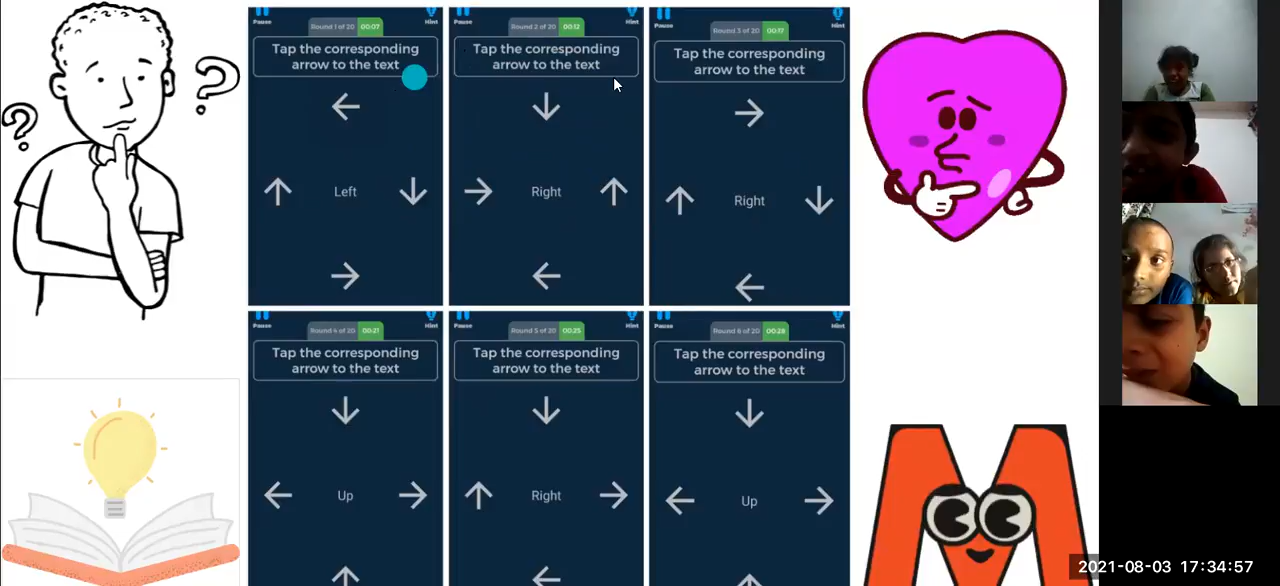 Pause
Round 1 of 20 00:07
Hint
Tap the corresponding
arrow to the text
Left
Pause
Round 2 of 20 00:12
Hint
Tap the corresponding
arrow to the text
Right
Pause
Round 3 of 20 00:17
Hint
Tap the corresponding
arrow to the text
Right
Pause
Round 4 of 20 00:21
Hint
Tap the corresponding
arrow to the text
Up
Pause
Round 5 of 20 00:25
Hint
Tap the corresponding
arrow to the text
Right
Pause
Round 6 of 20 00:28
Hint
Tap the corresponding
arrow to the text
Up
M
2021-08-03 17:34:57